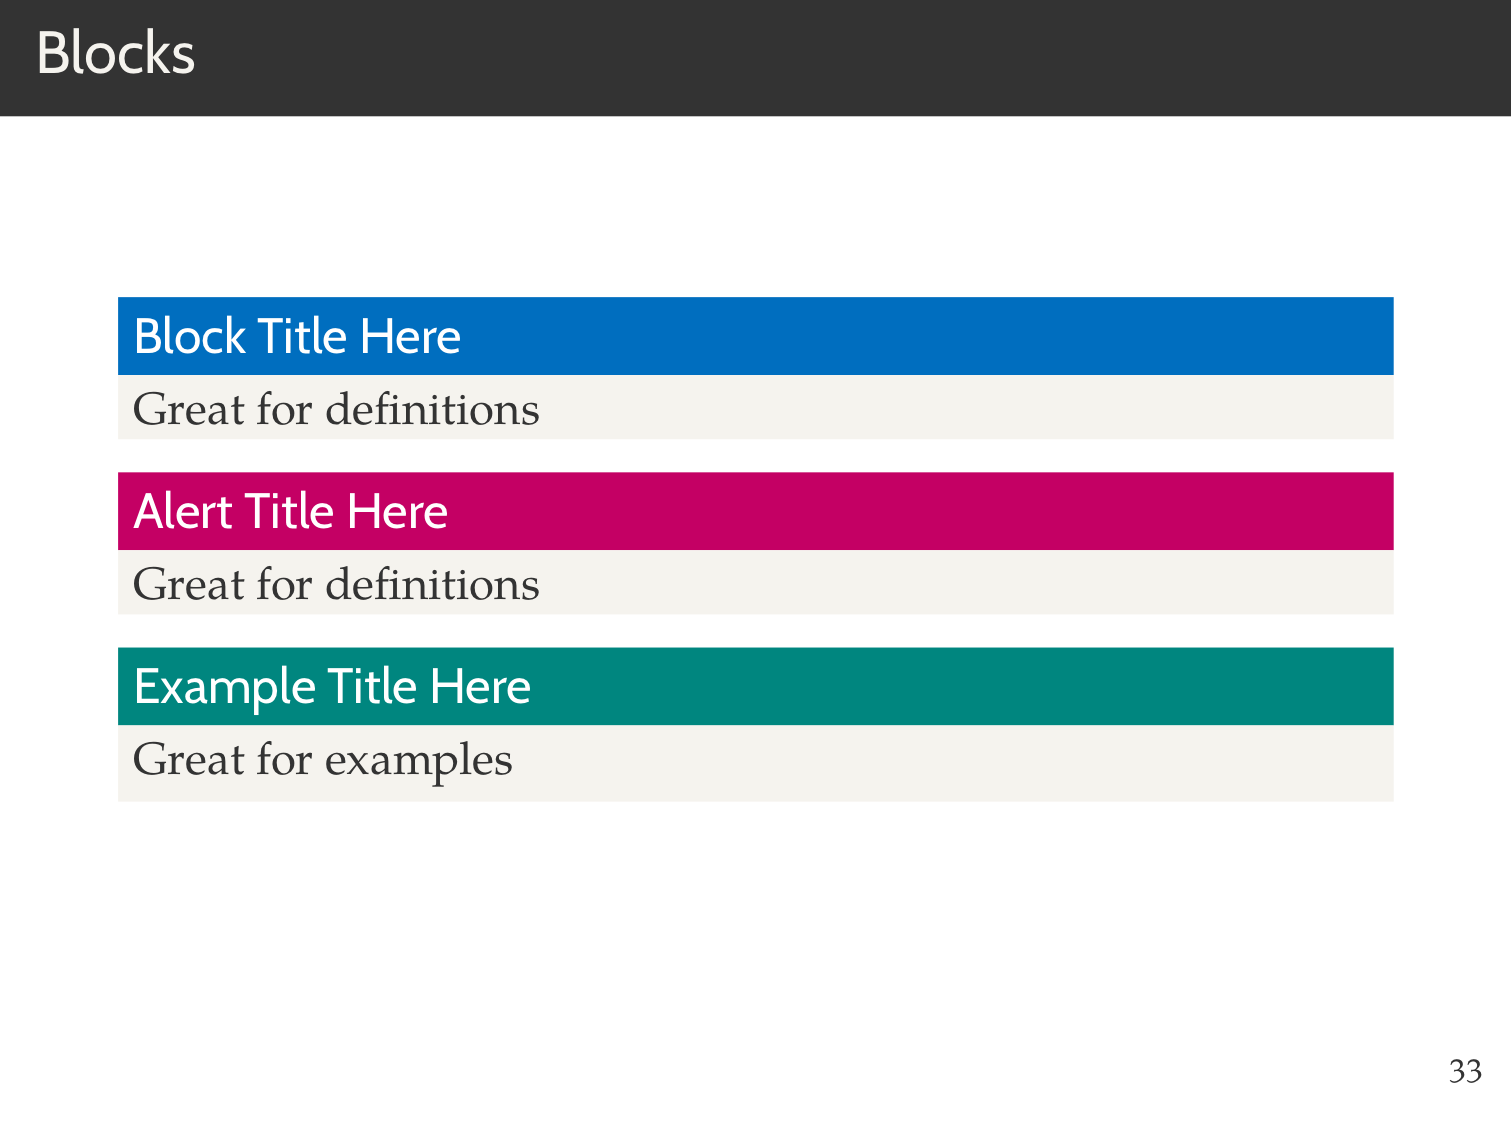 Blocks
Block Title Here
Great for definitions
Alert Title Here
Great for definitions
Example Title Here
Great for examples
33